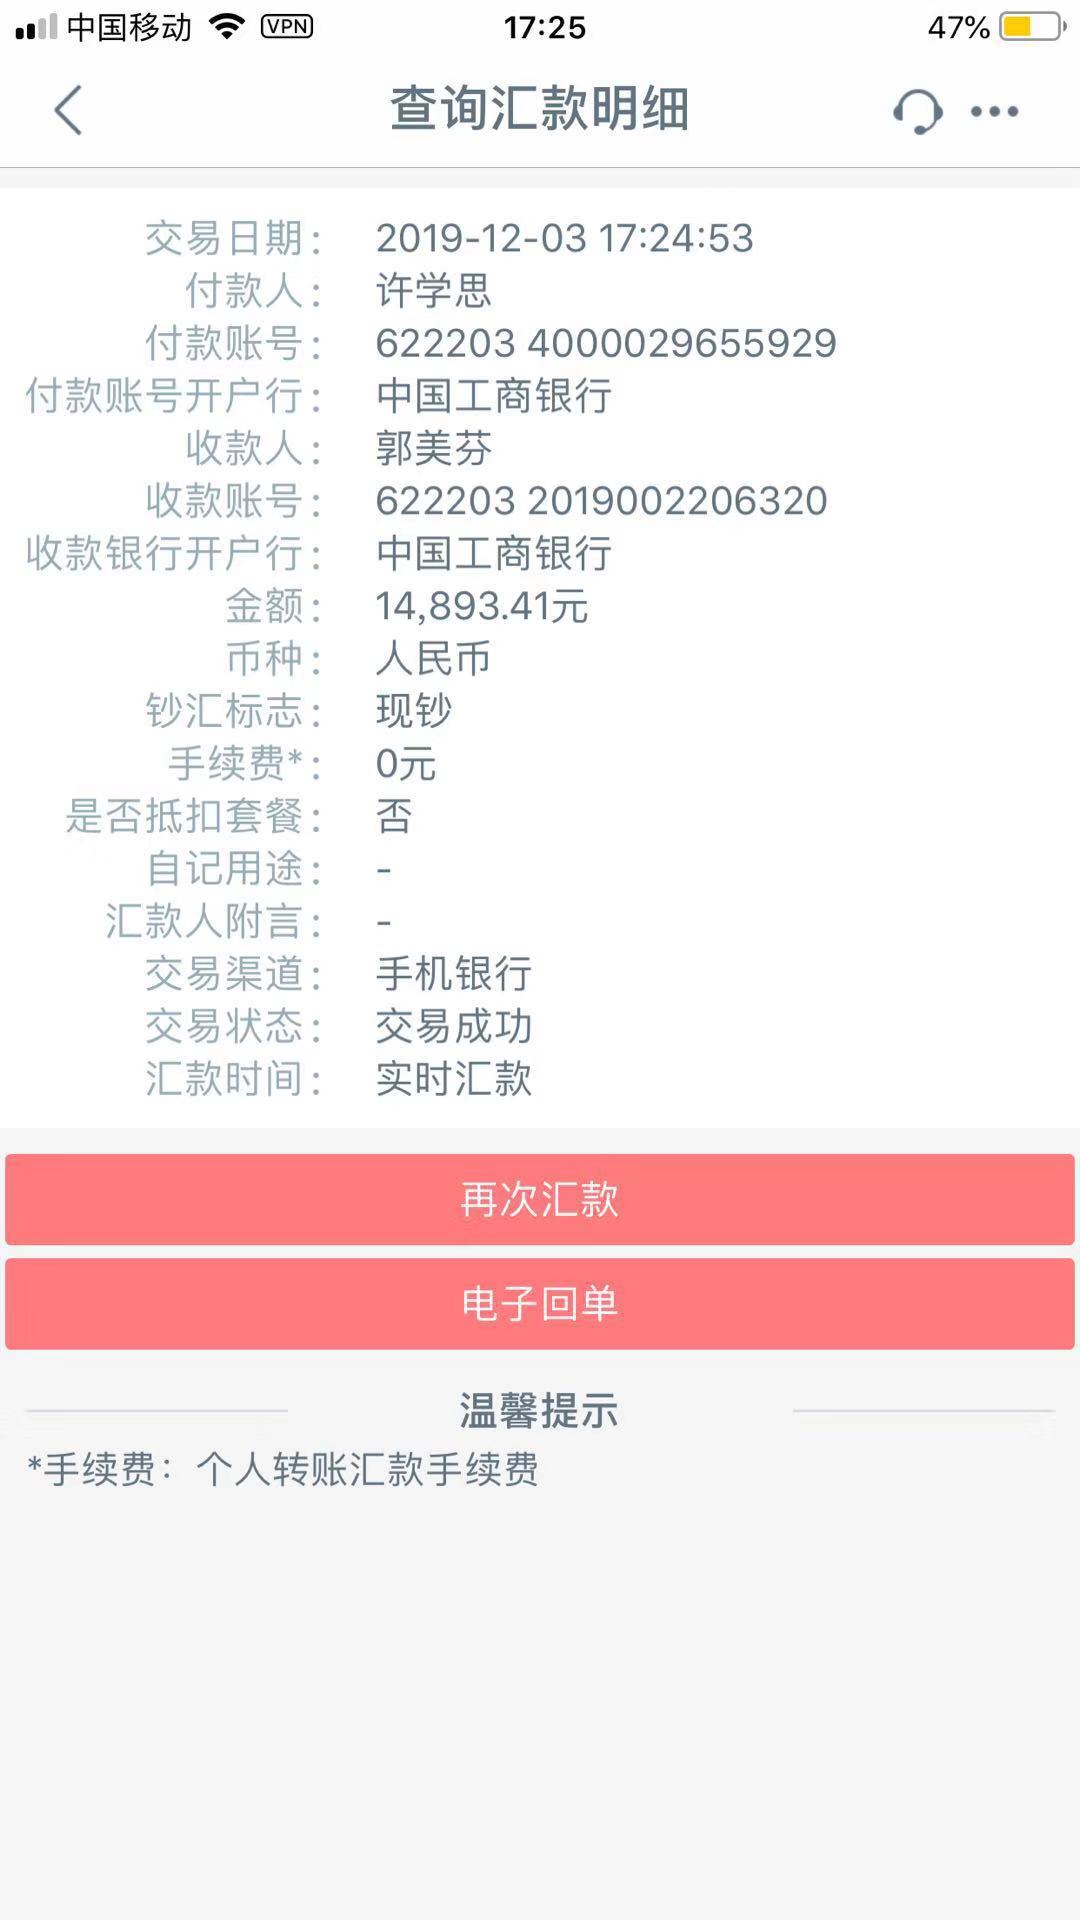 中国移动 VPN 17:25 47%
查询汇款明细
交易日期： 2019-12-03 17:24:53
付款人： 许学思
付款账号： 622203 4000029655929
付款账号开户行： 中国工商银行
收款人： 郭美芬
收款账号： 622203 2019002206320
收款银行开户行： 中国工商银行
金额： 14,893.41元
币种： 人民币
钞汇标志： 现钞
手续费*： 0元
是否抵扣套餐： 否
自记用途： -
汇款人附言： -
交易渠道： 手机银行
交易状态： 交易成功
汇款时间： 实时汇款
再次汇款
电子回单
温馨提示
*手续费：个人转账汇款手续费